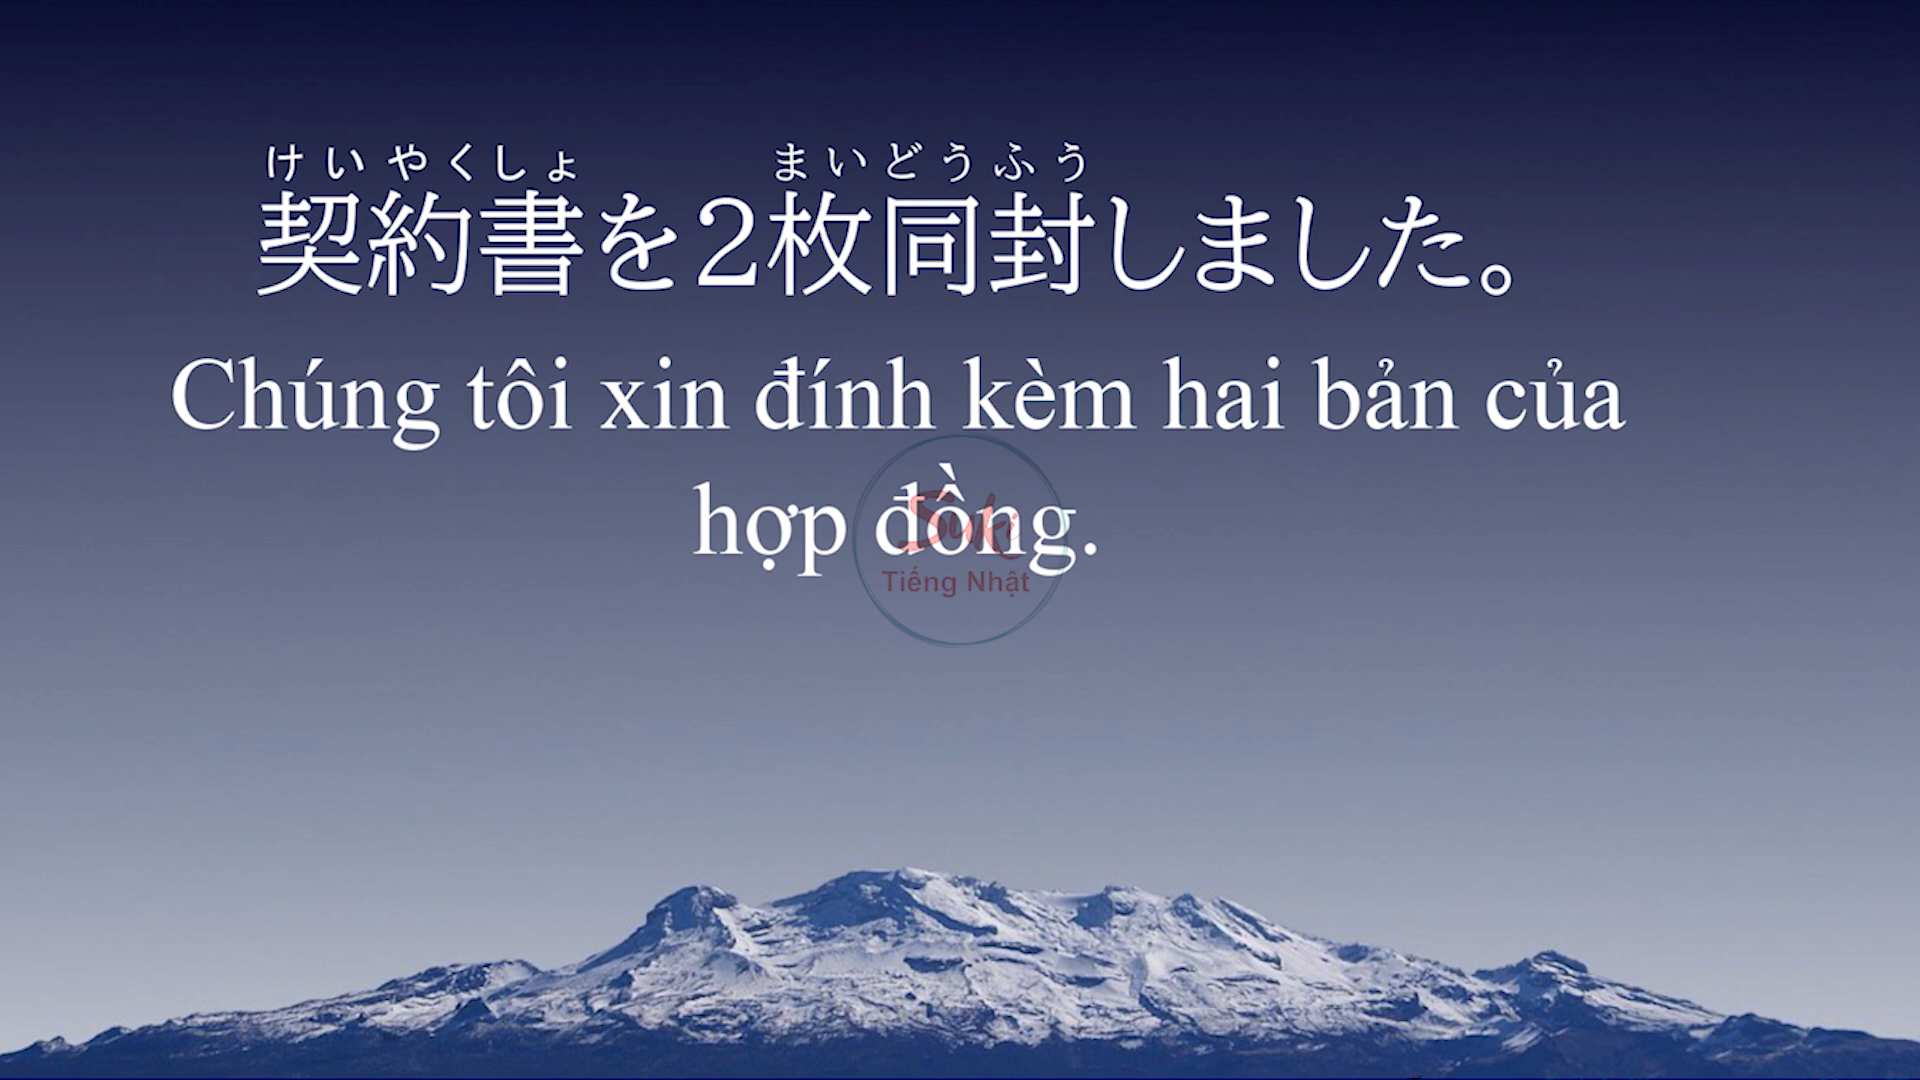 けいやくしょ まいどうふう
契約書を2枚同封しました。
Chúng tôi xin đính kèm hai bản của
hợp đồng.
Suki
Tiếng Nhật